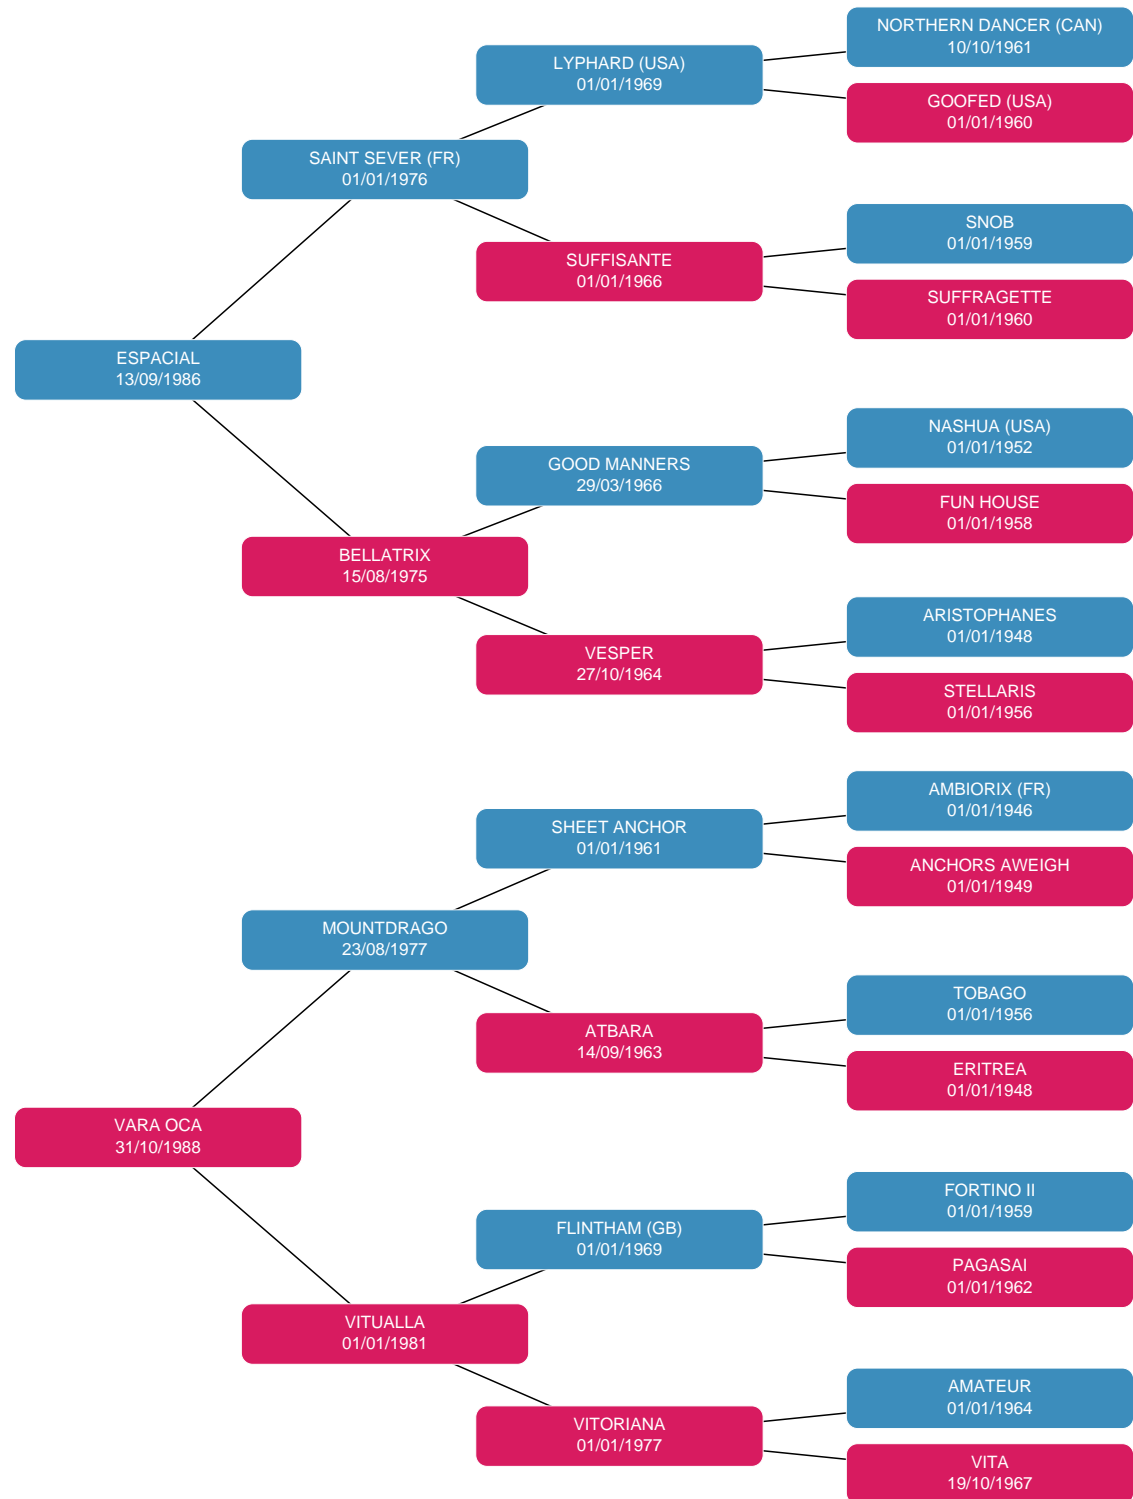 NORTHERN DANCER (CAN)
10/10/1961
LYPHARD (USA)
01/01/1969
GOOFED (USA)
01/01/1960
SAINT SEVER (FR)
01/01/1976
SNOB
01/01/1959
SUFFISANTE
01/01/1966
SUFFRAGETTE
01/01/1960
ESPACIAL
13/09/1986
NASHUA (USA)
01/01/1952
GOOD MANNERS
29/03/1966
FUN HOUSE
01/01/1958
BELLATRIX
15/08/1975
ARISTOPHANES
01/01/1948
VESPER
27/10/1964
STELLARIS
01/01/1956
AMBIORIX (FR)
01/01/1946
SHEET ANCHOR
01/01/1961
ANCHORS AWEIGH
01/01/1949
MOUNTDRAGO
23/08/1977
TOBAGO
01/01/1956
ATBARA
14/09/1963
ERITREA
01/01/1948
VARA OCA
31/10/1988
FORTINO II
01/01/1959
FLINTHAM (GB)
01/01/1969
PAGASAI
01/01/1962
VITUALLA
01/01/1981
AMATEUR
01/01/1964
VITORIANA
01/01/1977
VITA
19/10/1967